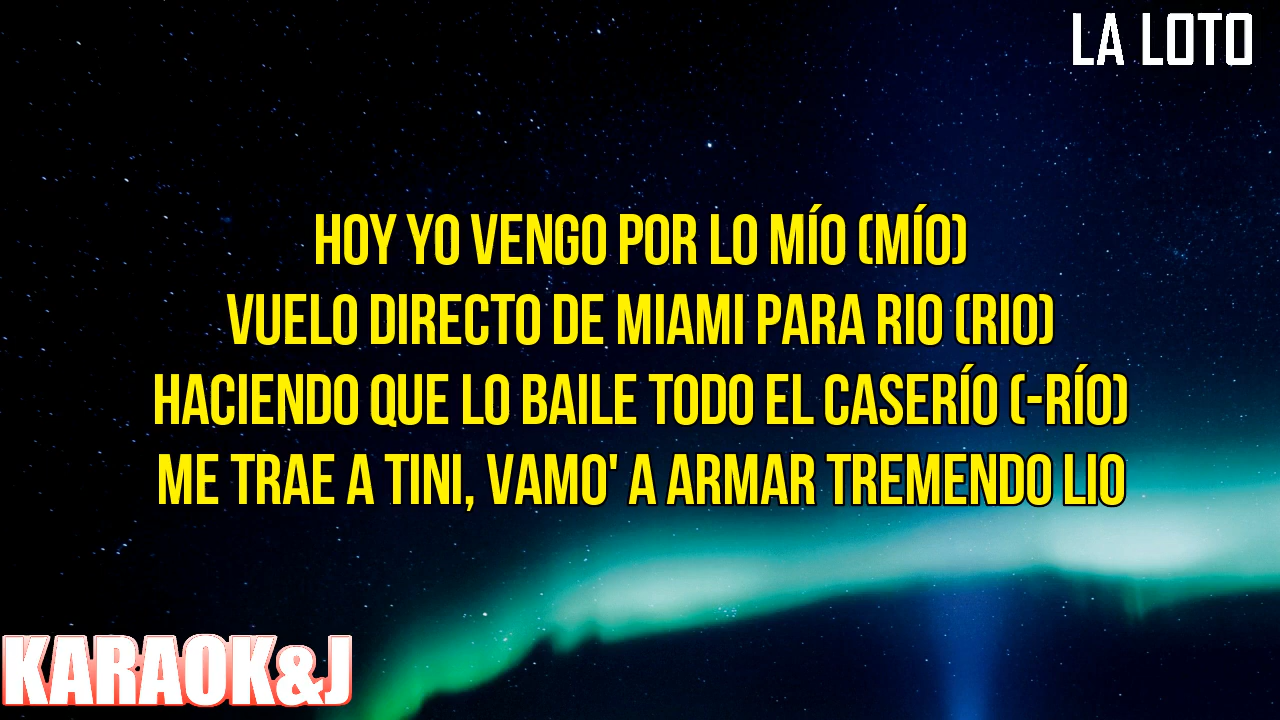 LA LOTO
HOY YO VENGO POR LO MÍO (MÍO)
VUELO DIRECTO DE MIAMI PARA RIO (RIO)
HACIENDO QUE LO BAILE TODO EL CASERÍO (-RÍO)
ME TRAE A TINI, VAMO' A ARMAR TREMENDO LIO
KARAOK&J